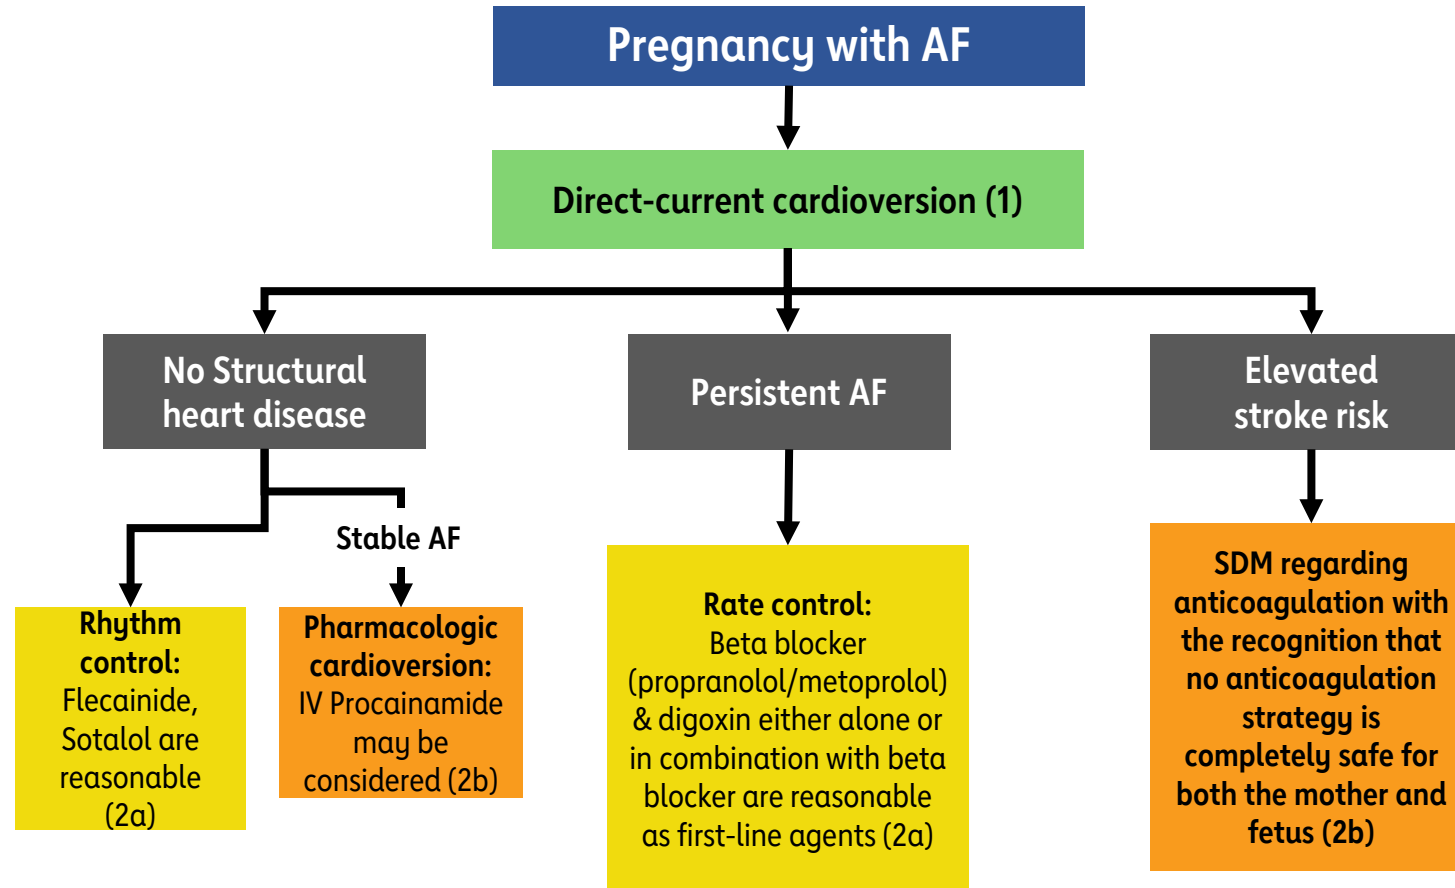 Pregnancy with AF
Direct-current cardioversion (1)
No Structural
heart disease
Persistent AF
Elevated
stroke risk
Stable AF
Rhythm
control:
Flecainide,
Sotalol are
reasonable
(2a)
Pharmacologic
cardioversion:
IV Procainamide
may be
considered (2b)
Rate control:
Beta blocker
(propranolol/metoprolol)
& digoxin either alone or
in combination with beta
blocker are reasonable
as first-line agents (2a)
SDM regarding
anticoagulation with
the recognition that
no anticoagulation
strategy is
completely safe for
both the mother and
fetus (2b)